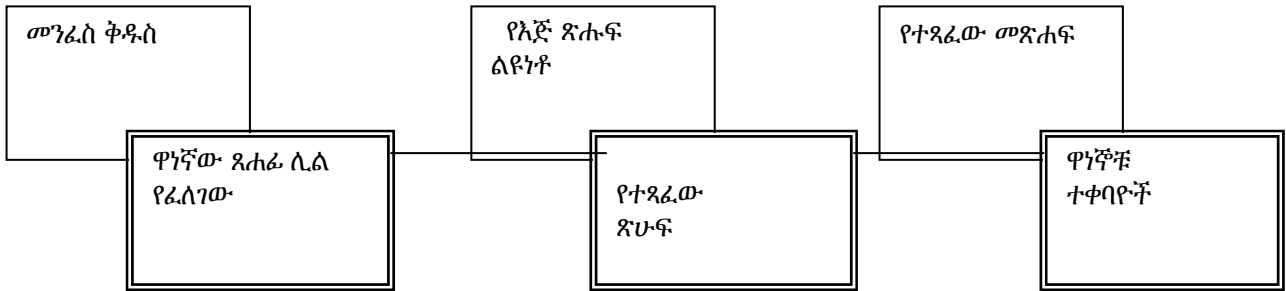 መንፈስ ቅዱስ
የእጅ ጽሑፍ
ልዩነቶ
የተጻፈው መጽሐፍ
ዋነኛው ጸሐፊ ሊል
የፈለገው
የተጻፈው
ጽሁፍ
ዋነኞቹ
ተቀባዮች